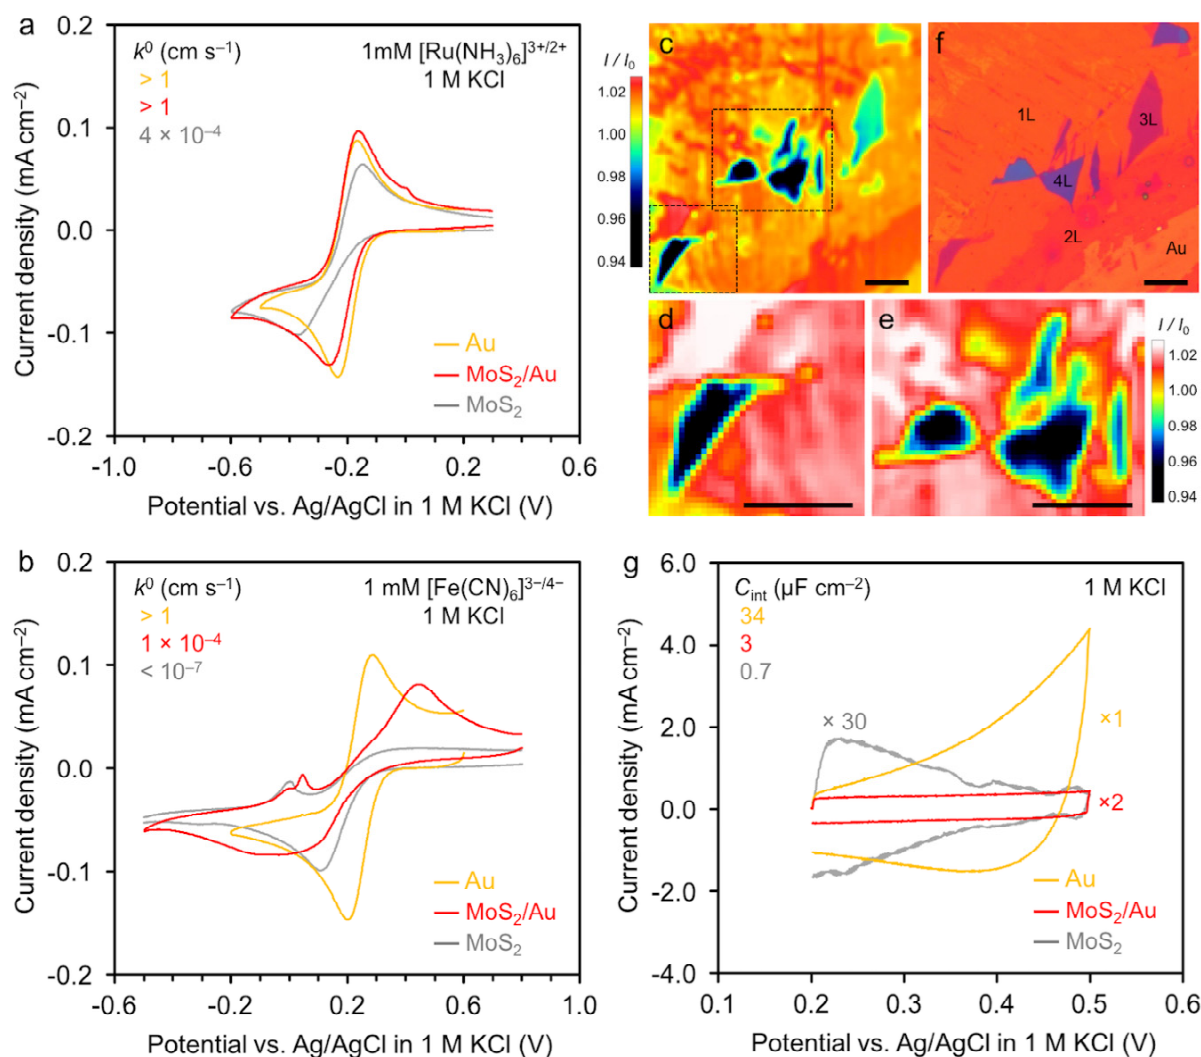 a
0.2
0.1
0.0
-0.1
-0.2
Current density (mA cm⁻²)
k⁰ (cm s⁻¹)
> 1
> 1
4 × 10⁻⁴
1mM [Ru(NH₃)₆]³⁺/²⁺
1 M KCl
Au
MoS₂/Au
MoS₂
-1.0 -0.6 -0.2 0.2 0.6
Potential vs. Ag/AgCl in 1 M KCl (V)
c
I / I₀
1.02
1.00
0.98
0.96
0.94
f
1L
3L
4L
2L
Au
d
e
I / I₀
1.02
1.00
0.98
0.96
0.94
b
0.2
0.1
0.0
-0.1
-0.2
Current density (mA cm⁻²)
k⁰ (cm s⁻¹)
> 1
1 × 10⁻⁴
< 10⁻⁷
1 mM [Fe(CN)₆]³⁻/⁴⁻
1 M KCl
Au
MoS₂/Au
MoS₂
-0.6 -0.2 0.2 0.6 1.0
Potential vs. Ag/AgCl in 1 M KCl (V)
g
6.0
4.0
2.0
0.0
-2.0
-4.0
Current density (mA cm⁻²)
C_int (µF cm⁻²)
34
3
0.7
1 M KCl
× 30
×1
×2
Au
MoS₂/Au
MoS₂
0.1 0.2 0.3 0.4 0.5 0.6
Potential vs. Ag/AgCl in 1 M KCl (V)